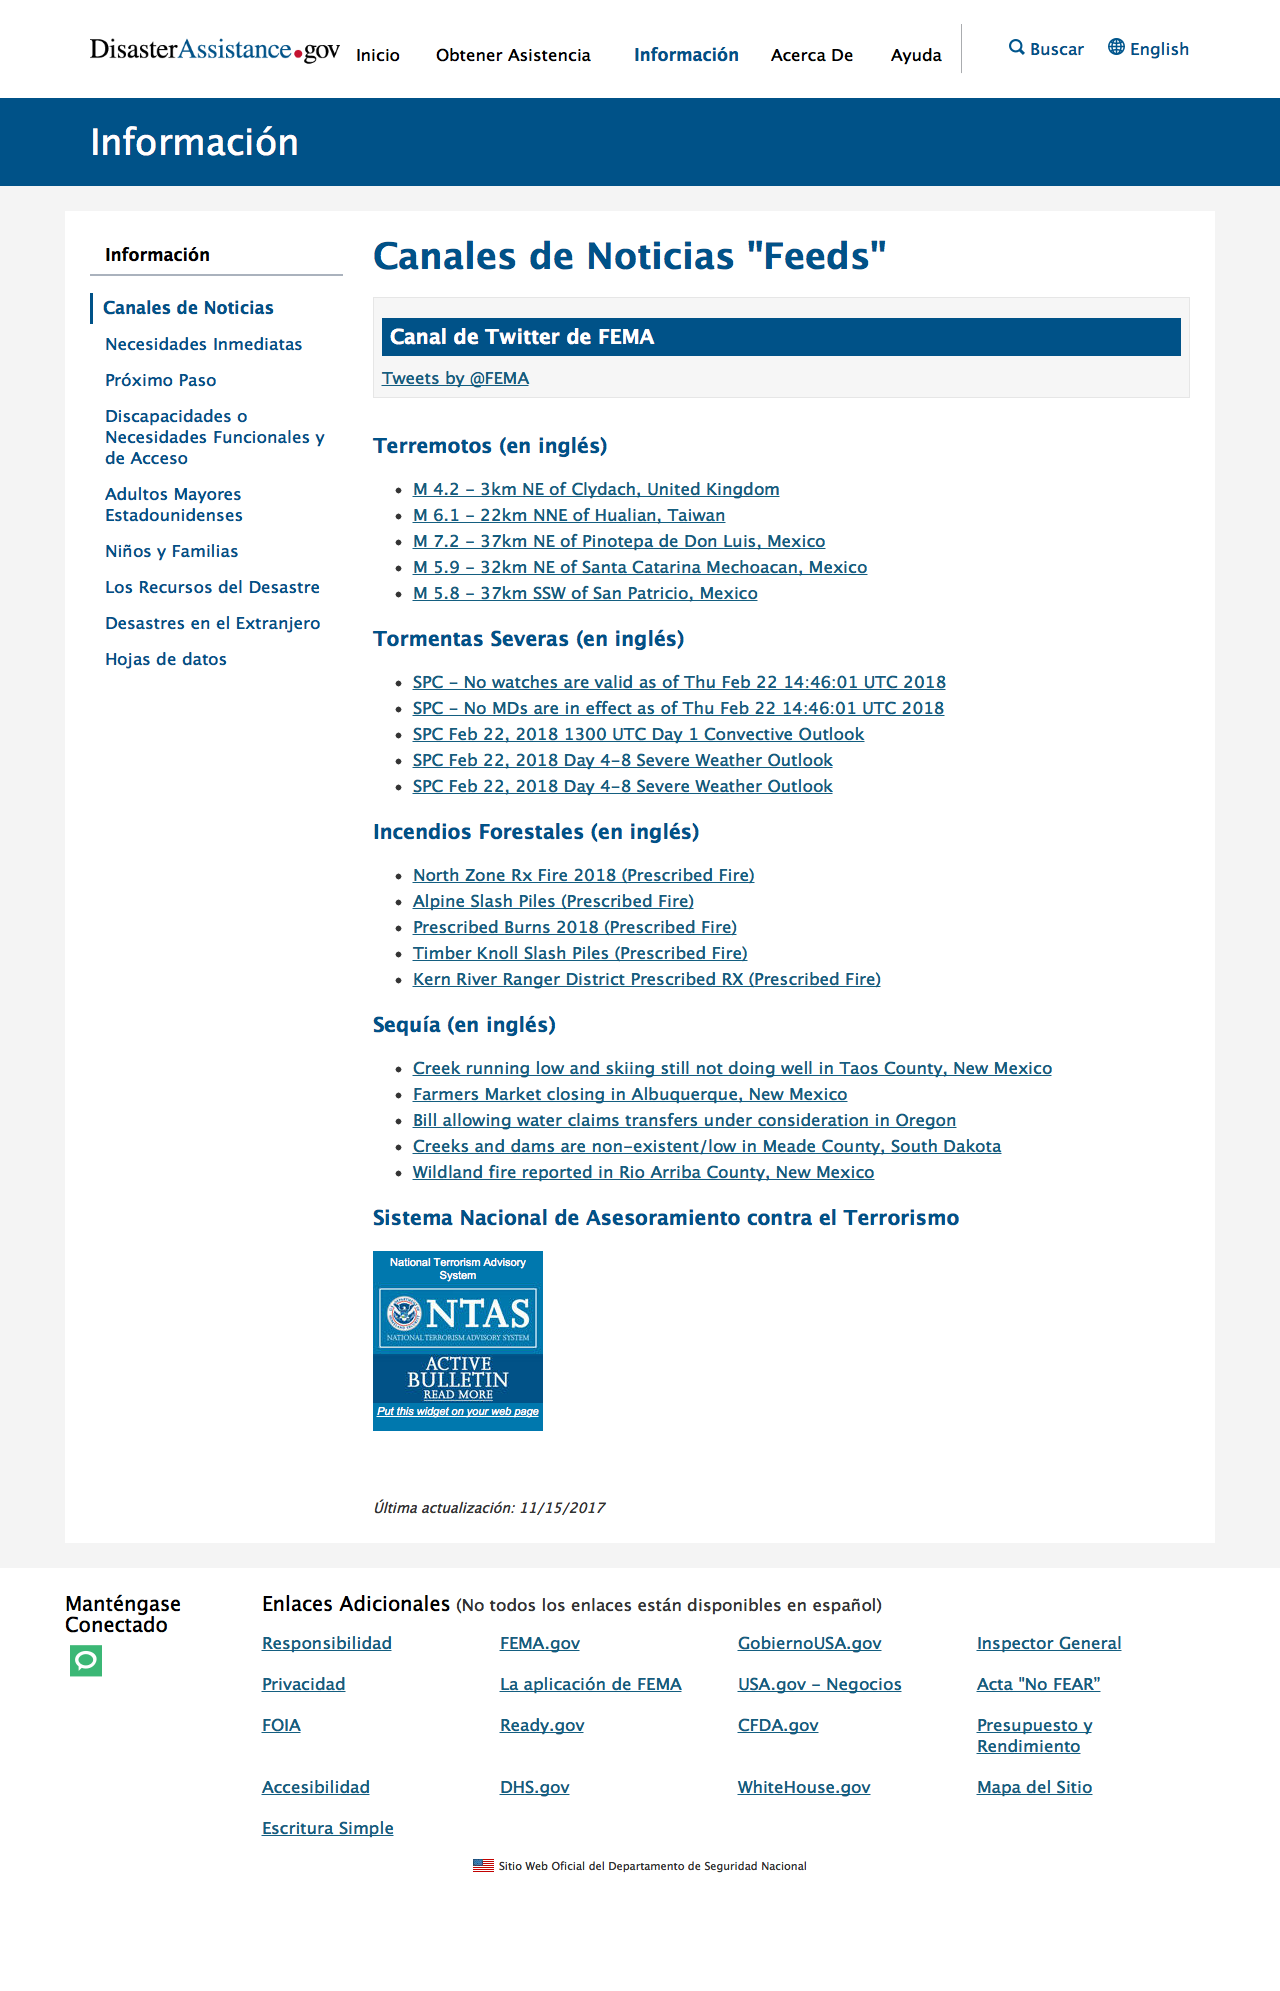 DisasterAssistance.gov
Inicio
Obtener Asistencia
Información
Acerca De
Ayuda
Buscar
English
Información
Información
Canales de Noticias
Necesidades Inmediatas
Próximo Paso
Discapacidades o
Necesidades Funcionales y
de Acceso
Adultos Mayores
Estadounidenses
Niños y Familias
Los Recursos del Desastre
Desastres en el Extranjero
Hojas de datos
Canales de Noticias "Feeds"
Canal de Twitter de FEMA
Tweets by @FEMA
Terremotos (en inglés)
M 4.2 - 3km NE of Clydach, United Kingdom
M 6.1 - 22km NNE of Hualian, Taiwan
M 7.2 - 37km NE of Pinotepa de Don Luis, Mexico
M 5.9 - 32km NE of Santa Catarina Mechoacan, Mexico
M 5.8 - 37km SSW of San Patricio, Mexico
Tormentas Severas (en inglés)
SPC - No watches are valid as of Thu Feb 22 14:46:01 UTC 2018
SPC - No MDs are in effect as of Thu Feb 22 14:46:01 UTC 2018
SPC Feb 22, 2018 1300 UTC Day 1 Convective Outlook
SPC Feb 22, 2018 Day 4-8 Severe Weather Outlook
SPC Feb 22, 2018 Day 4-8 Severe Weather Outlook
Incendios Forestales (en inglés)
North Zone Rx Fire 2018 (Prescribed Fire)
Alpine Slash Piles (Prescribed Fire)
Prescribed Burns 2018 (Prescribed Fire)
Timber Knoll Slash Piles (Prescribed Fire)
Kern River Ranger District Prescribed RX (Prescribed Fire)
Sequía (en inglés)
Creek running low and skiing still not doing well in Taos County, New Mexico
Farmers Market closing in Albuquerque, New Mexico
Bill allowing water claims transfers under consideration in Oregon
Creeks and dams are non-existent/low in Meade County, South Dakota
Wildland fire reported in Rio Arriba County, New Mexico
Sistema Nacional de Asesoramiento contra el Terrorismo
National Terrorism Advisory
System
NTAS
NATIONAL TERRORISM ADVISORY SYSTEM
ACTIVE
BULLETIN
READ MORE
Put this widget on your web page
Última actualización: 11/15/2017
Manténgase
Conectado
Enlaces Adicionales (No todos los enlaces están disponibles en español)
Responsibilidad
FEMA.gov
GobiernoUSA.gov
Inspector General
Privacidad
La aplicación de FEMA
USA.gov - Negocios
Acta "No FEAR”
FOIA
Ready.gov
CFDA.gov
Presupuesto y
Rendimiento
Accesibilidad
DHS.gov
WhiteHouse.gov
Mapa del Sitio
Escritura Simple
Sitio Web Oficial del Departamento de Seguridad Nacional